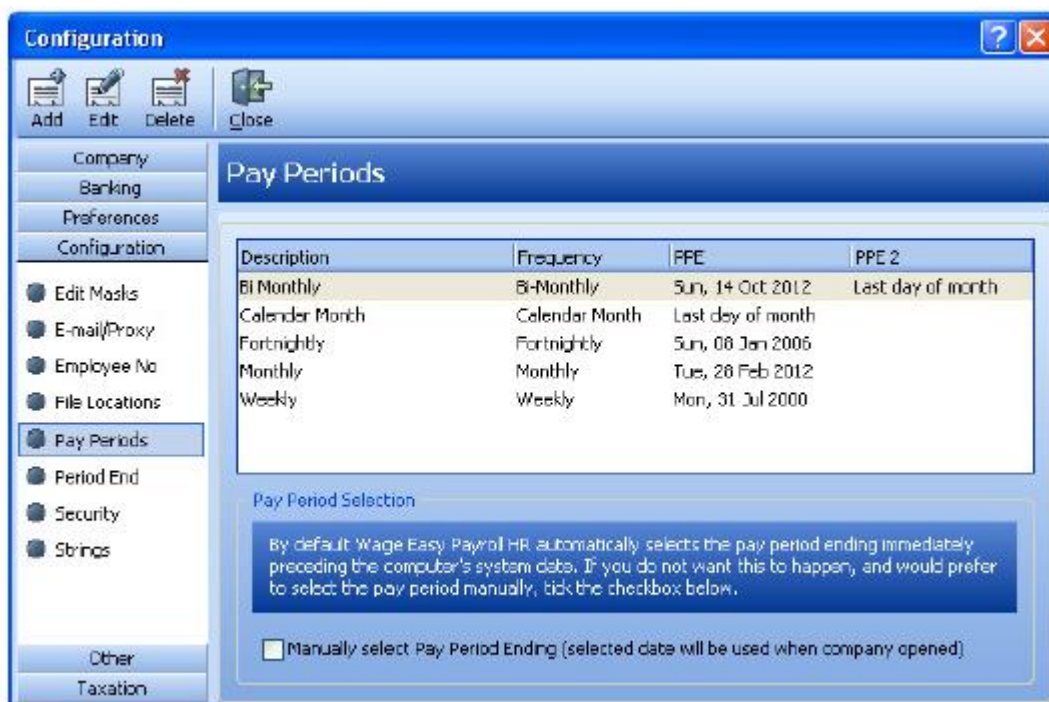 Configuration
Add Edit Delete Close
Company
Banking
Preferences
Configuration
Edit Masks
E-mail/Proxy
Employee No
File Locations
Pay Periods
Period End
Security
Strings
Other
Taxation
Pay Periods
Description Frequency PPE PPE 2
Bi Monthly Bi-Monthly Sun, 14 Oct 2012 Last day of month
Calendar Month Calendar Month Last day of month
Fortnightly Fortnightly Sun, 08 Jan 2006
Monthly Monthly Tue, 28 Feb 2012
Weekly Weekly Mon, 31 Jul 2000
Pay Period Selection
By default Wage Easy Payroll HR automatically selects the pay period ending immediately
preceding the computer's system date. If you do not want this to happen, and would prefer
to select the pay period manually, tick the checkbox below.
Manually select Pay Period Ending (selected date will be used when company opened)